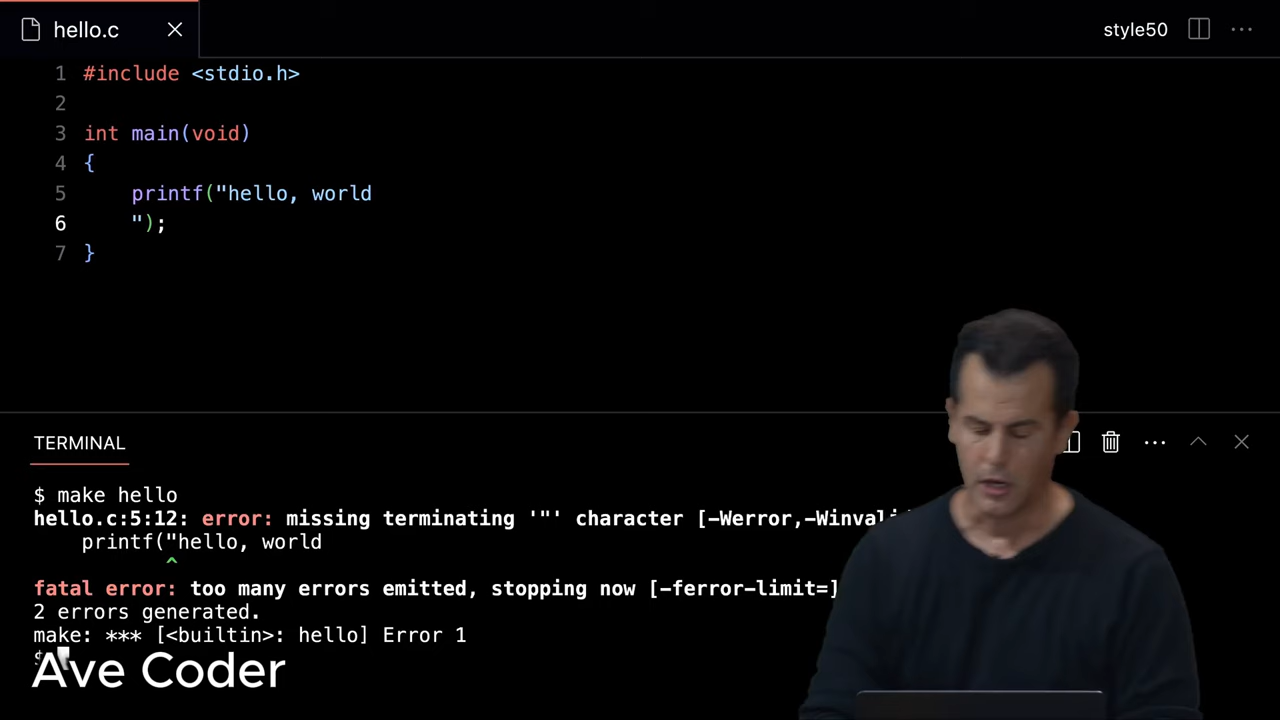 hello.c
style50
1 #include <stdio.h>
2
3 int main(void)
4 {
5     printf("hello, world
6     ");
7 }
TERMINAL
$ make hello
hello.c:5:12: error: missing terminating '"' character [-Werror,-Winvalid
    printf("hello, world
           ^
fatal error: too many errors emitted, stopping now [-ferror-limit=]
2 errors generated.
make: *** [<builtin>: hello] Error 1
$
Ave Coder